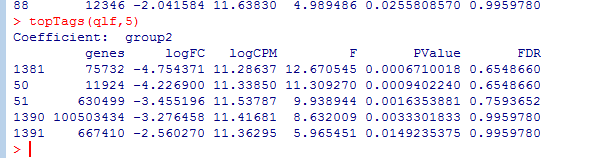 88 12346 -2.041584 11.63830 4.989486 0.0255808570 0.9959780
> topTags(qlf,5)
Coefficient: group2
genes logFC logCPM F PValue FDR
1381 75732 -4.754371 11.28637 12.670545 0.0006710018 0.6548660
50 11924 -4.226900 11.33850 11.309270 0.0009402240 0.6548660
51 630499 -3.455196 11.53787 9.938944 0.0016353881 0.7593652
1390 100503434 -3.276458 11.41681 8.632009 0.0033301833 0.9959780
1391 667410 -2.560270 11.36295 5.965451 0.0149235375 0.9959780
>